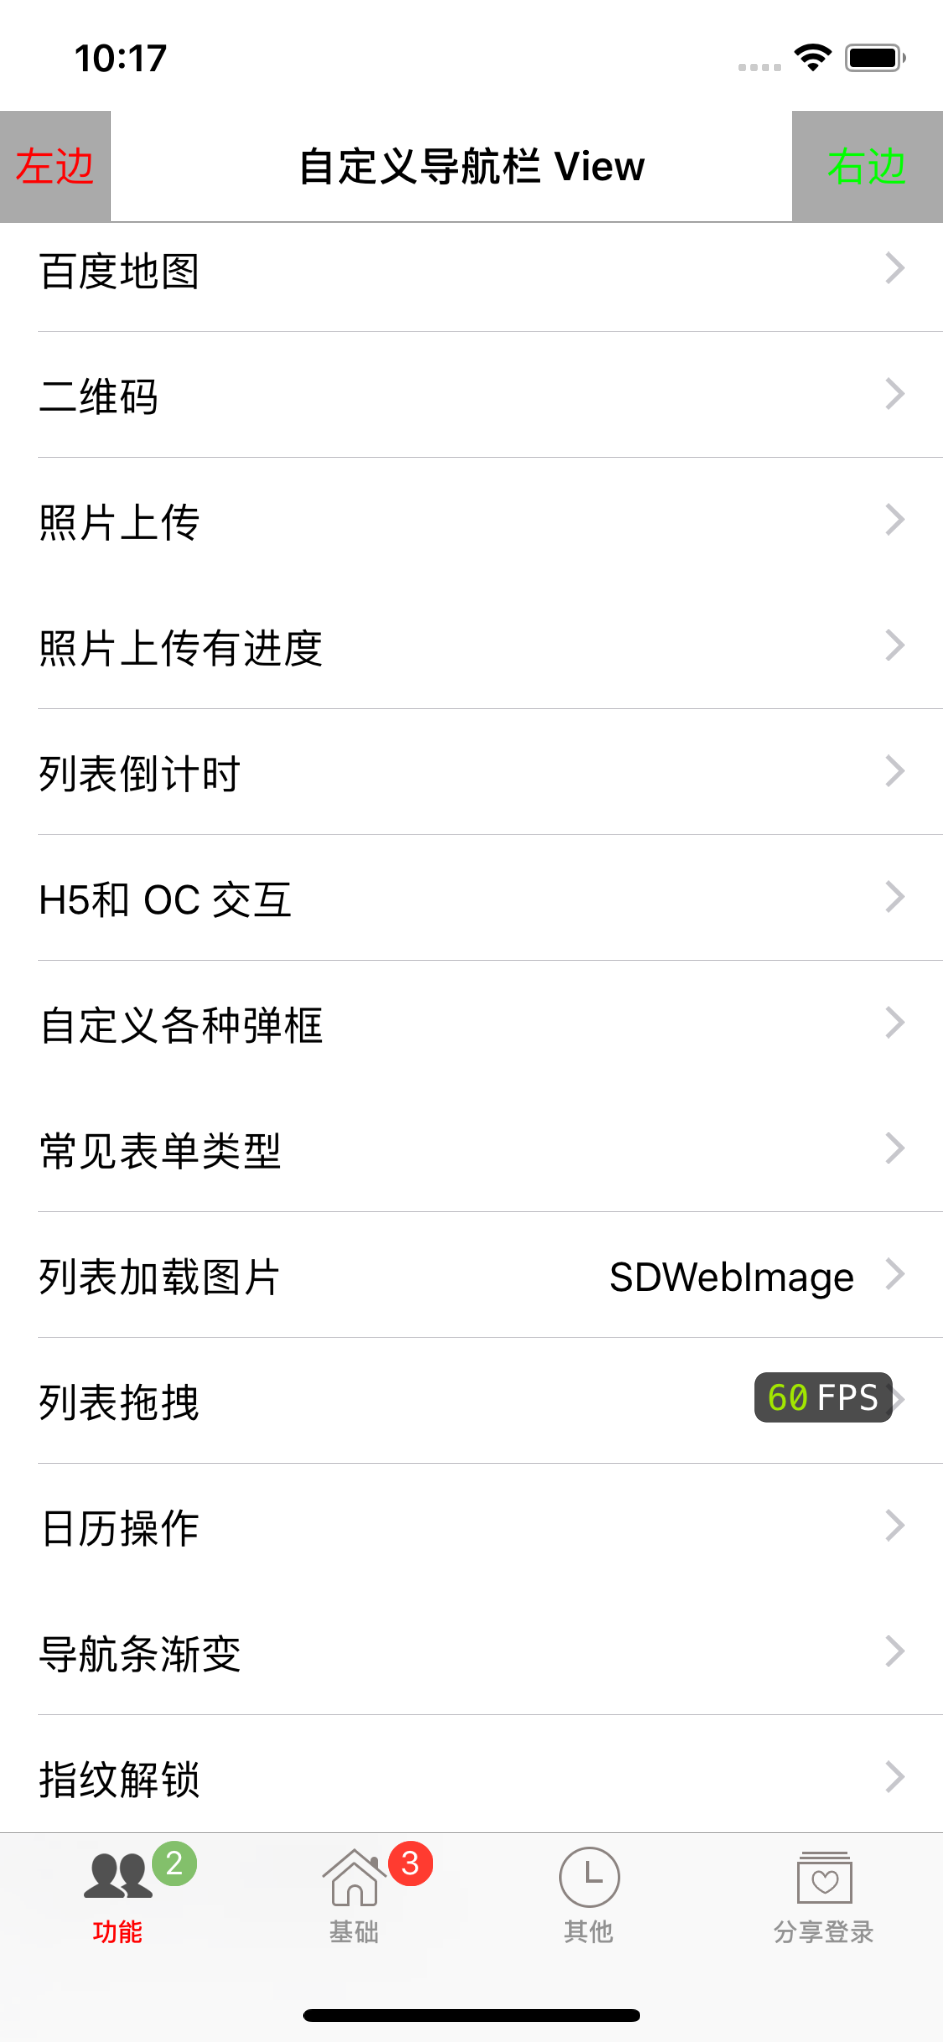 10:17
左边 自定义导航栏 View 右边
百度地图
二维码
照片上传
照片上传有进度
列表倒计时
H5和 OC 交互
自定义各种弹框
常见表单类型
列表加载图片 SDWebImage
列表拖拽 60 FPS
日历操作
导航条渐变
指纹解锁
2 3
功能 基础 其他 分享登录